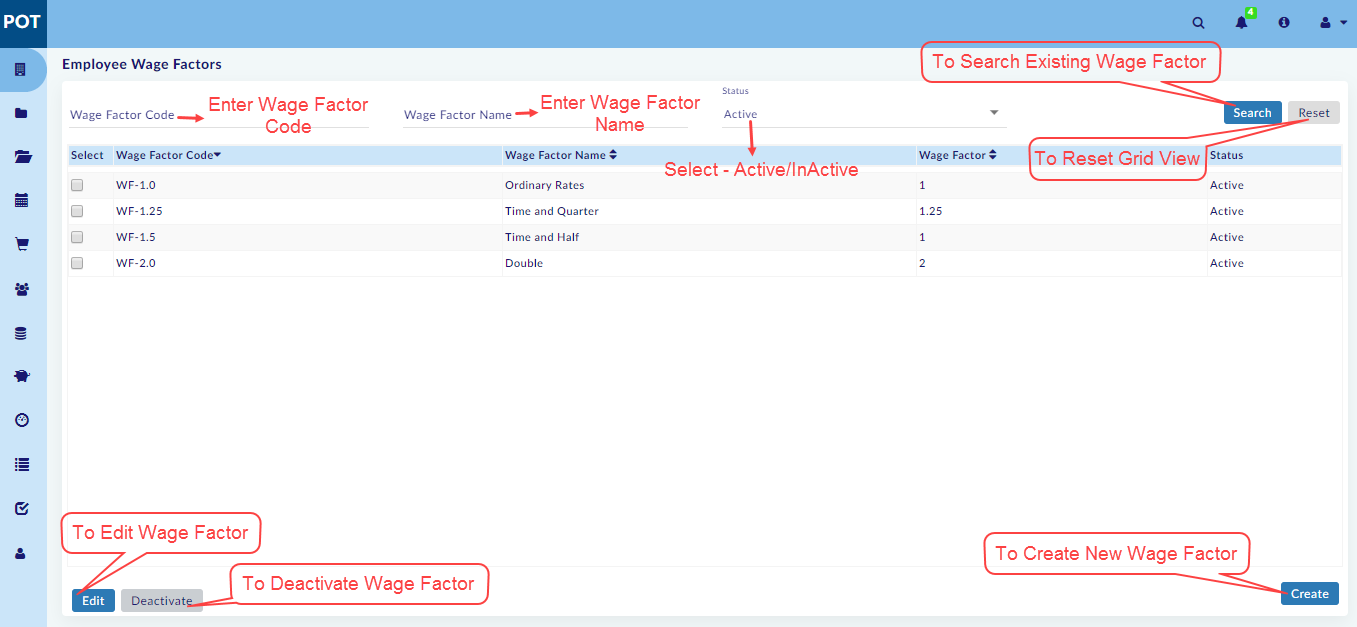 POT
4
Employee Wage Factors
To Search Existing Wage Factor
Wage Factor Code
Enter Wage Factor
Code
Wage Factor Name
Enter Wage Factor
Name
Status
Active
Search
Reset
Select - Active/InActive
To Reset Grid View
Select Wage Factor Code Wage Factor Name Wage Factor Status
WF-1.0 Ordinary Rates 1 Active
WF-1.25 Time and Quarter 1.25 Active
WF-1.5 Time and Half 1 Active
WF-2.0 Double 2 Active
To Edit Wage Factor
To Deactivate Wage Factor
To Create New Wage Factor
Edit
Deactivate
Create